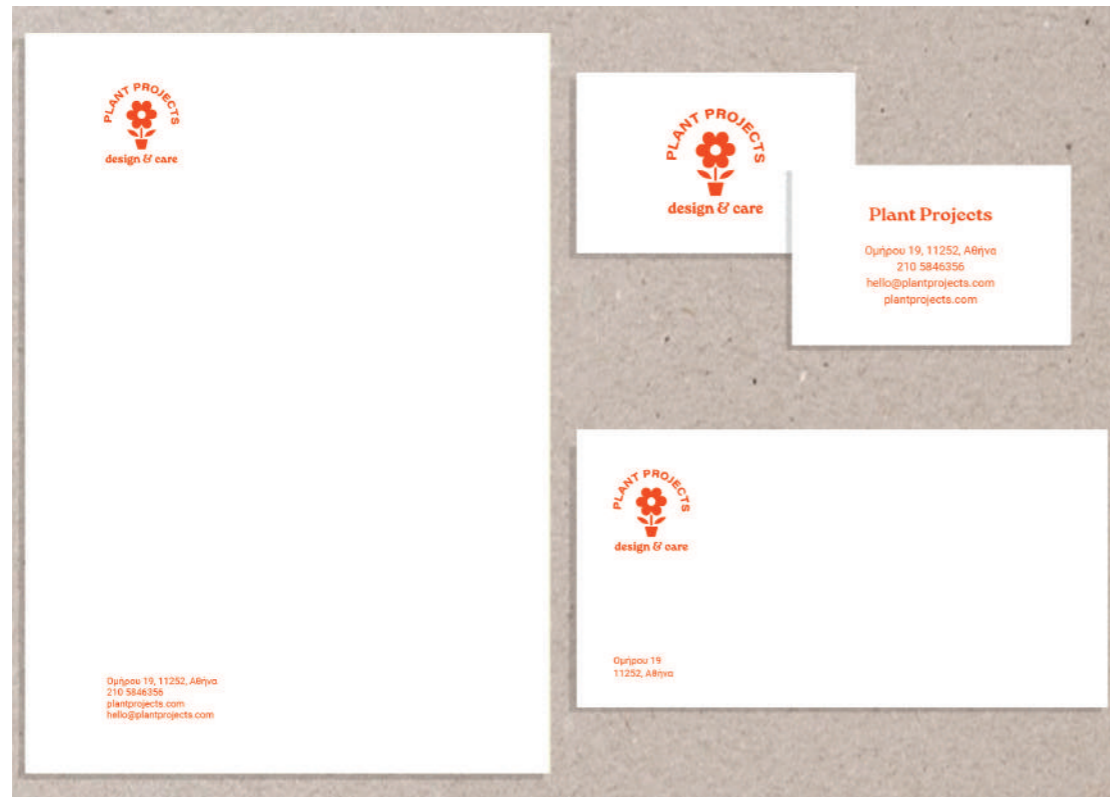 PLANT PROJECTS
design & care
Ομήρου 19, 11252, Αθήνα
210 5846356
plantprojects.com
hello@plantprojects.com
PLANT PROJECTS
design & care
Plant Projects
Ομήρου 19, 11252, Αθήνα
210 5846356
hello@plantprojects.com
plantprojects.com
PLANT PROJECTS
design & care
Ομήρου 19
11252, Αθήνα